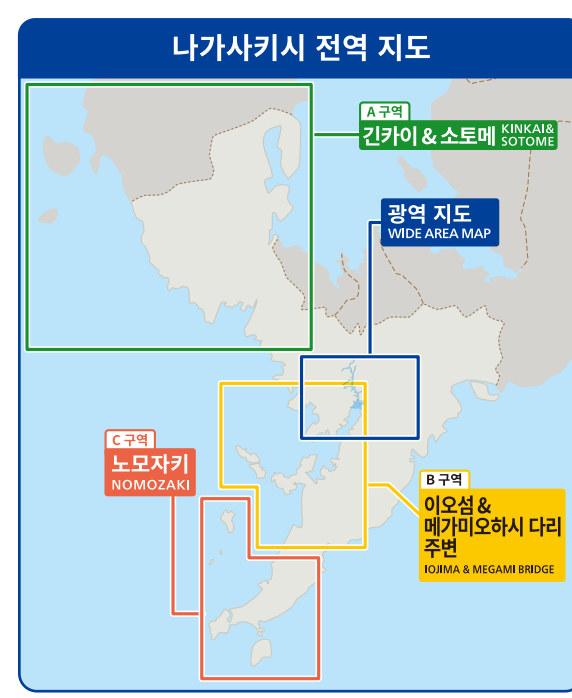 나가사키시 전역 지도
A 구역
긴카이 & 소토메 KINKAI&
SOTOME
광역 지도
WIDE AREA MAP
C 구역
노모자키
NOMOZAKI
B 구역
이오섬 &
메가미오하시 다리
주변
IOJIMA & MEGAMI BRIDGE